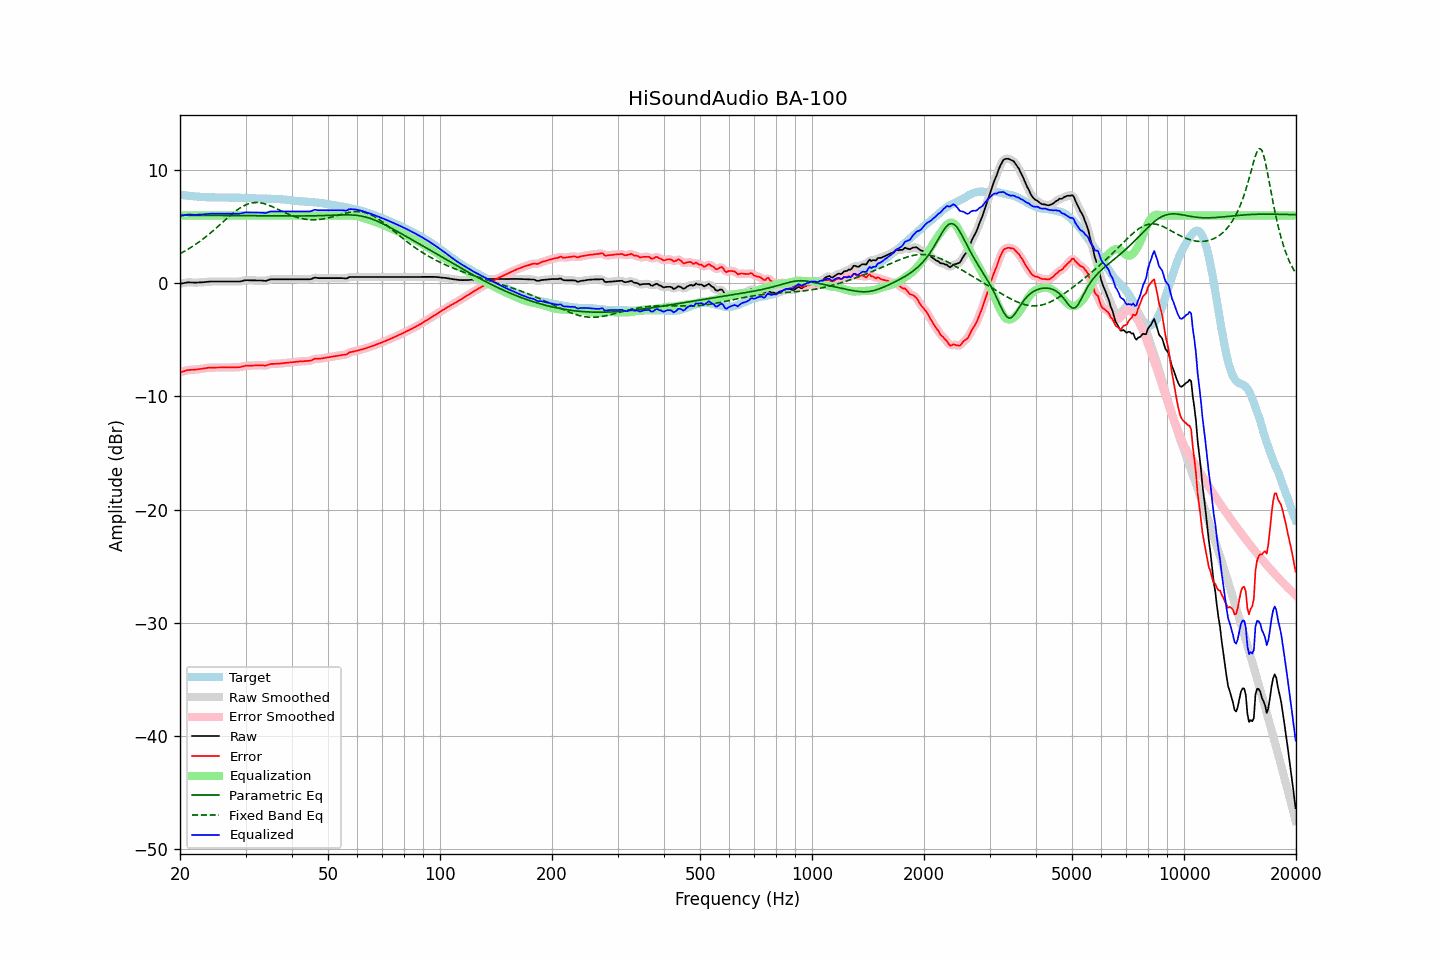 HiSoundAudio BA-100
Amplitude (dBr)
10
0
−10
−20
−30
−40
−50
Target
Raw Smoothed
Error Smoothed
Raw
Error
Equalization
Parametric Eq
Fixed Band Eq
Equalized
20
50
100
200
500
1000
2000
5000
10000
20000
Frequency (Hz)